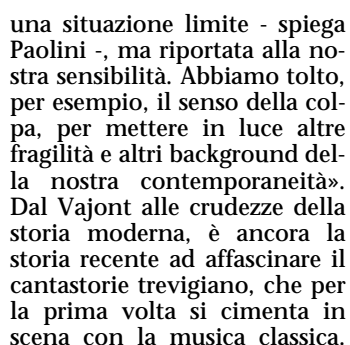 una situazione limite - spiega
Paolini -, ma riportata alla no-
stra sensibilità. Abbiamo tolto,
per esempio, il senso della col-
pa, per mettere in luce altre
fragilità e altri background del-
la nostra contemporaneità».
Dal Vajont alle crudezze della
storia moderna, è ancora la
storia recente ad affascinare il
cantastorie trevigiano, che per
la prima volta si cimenta in
scena con la musica classica.